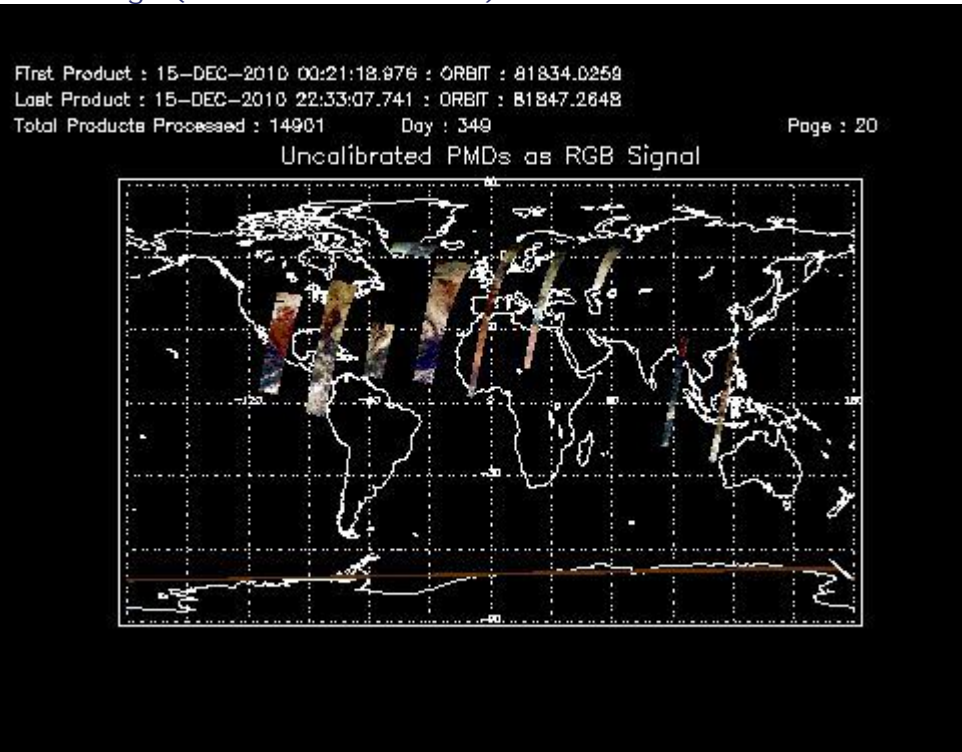 First Product : 15-DEC-2010 00:21:18.976 : ORBIT : 81834.0259
Last Product : 15-DEC-2010 22:33:07.741 : ORBIT : 81847.2648
Total Products Processed : 14901 Day : 349 Page : 20
Uncalibrated PMDs as RGB Signal